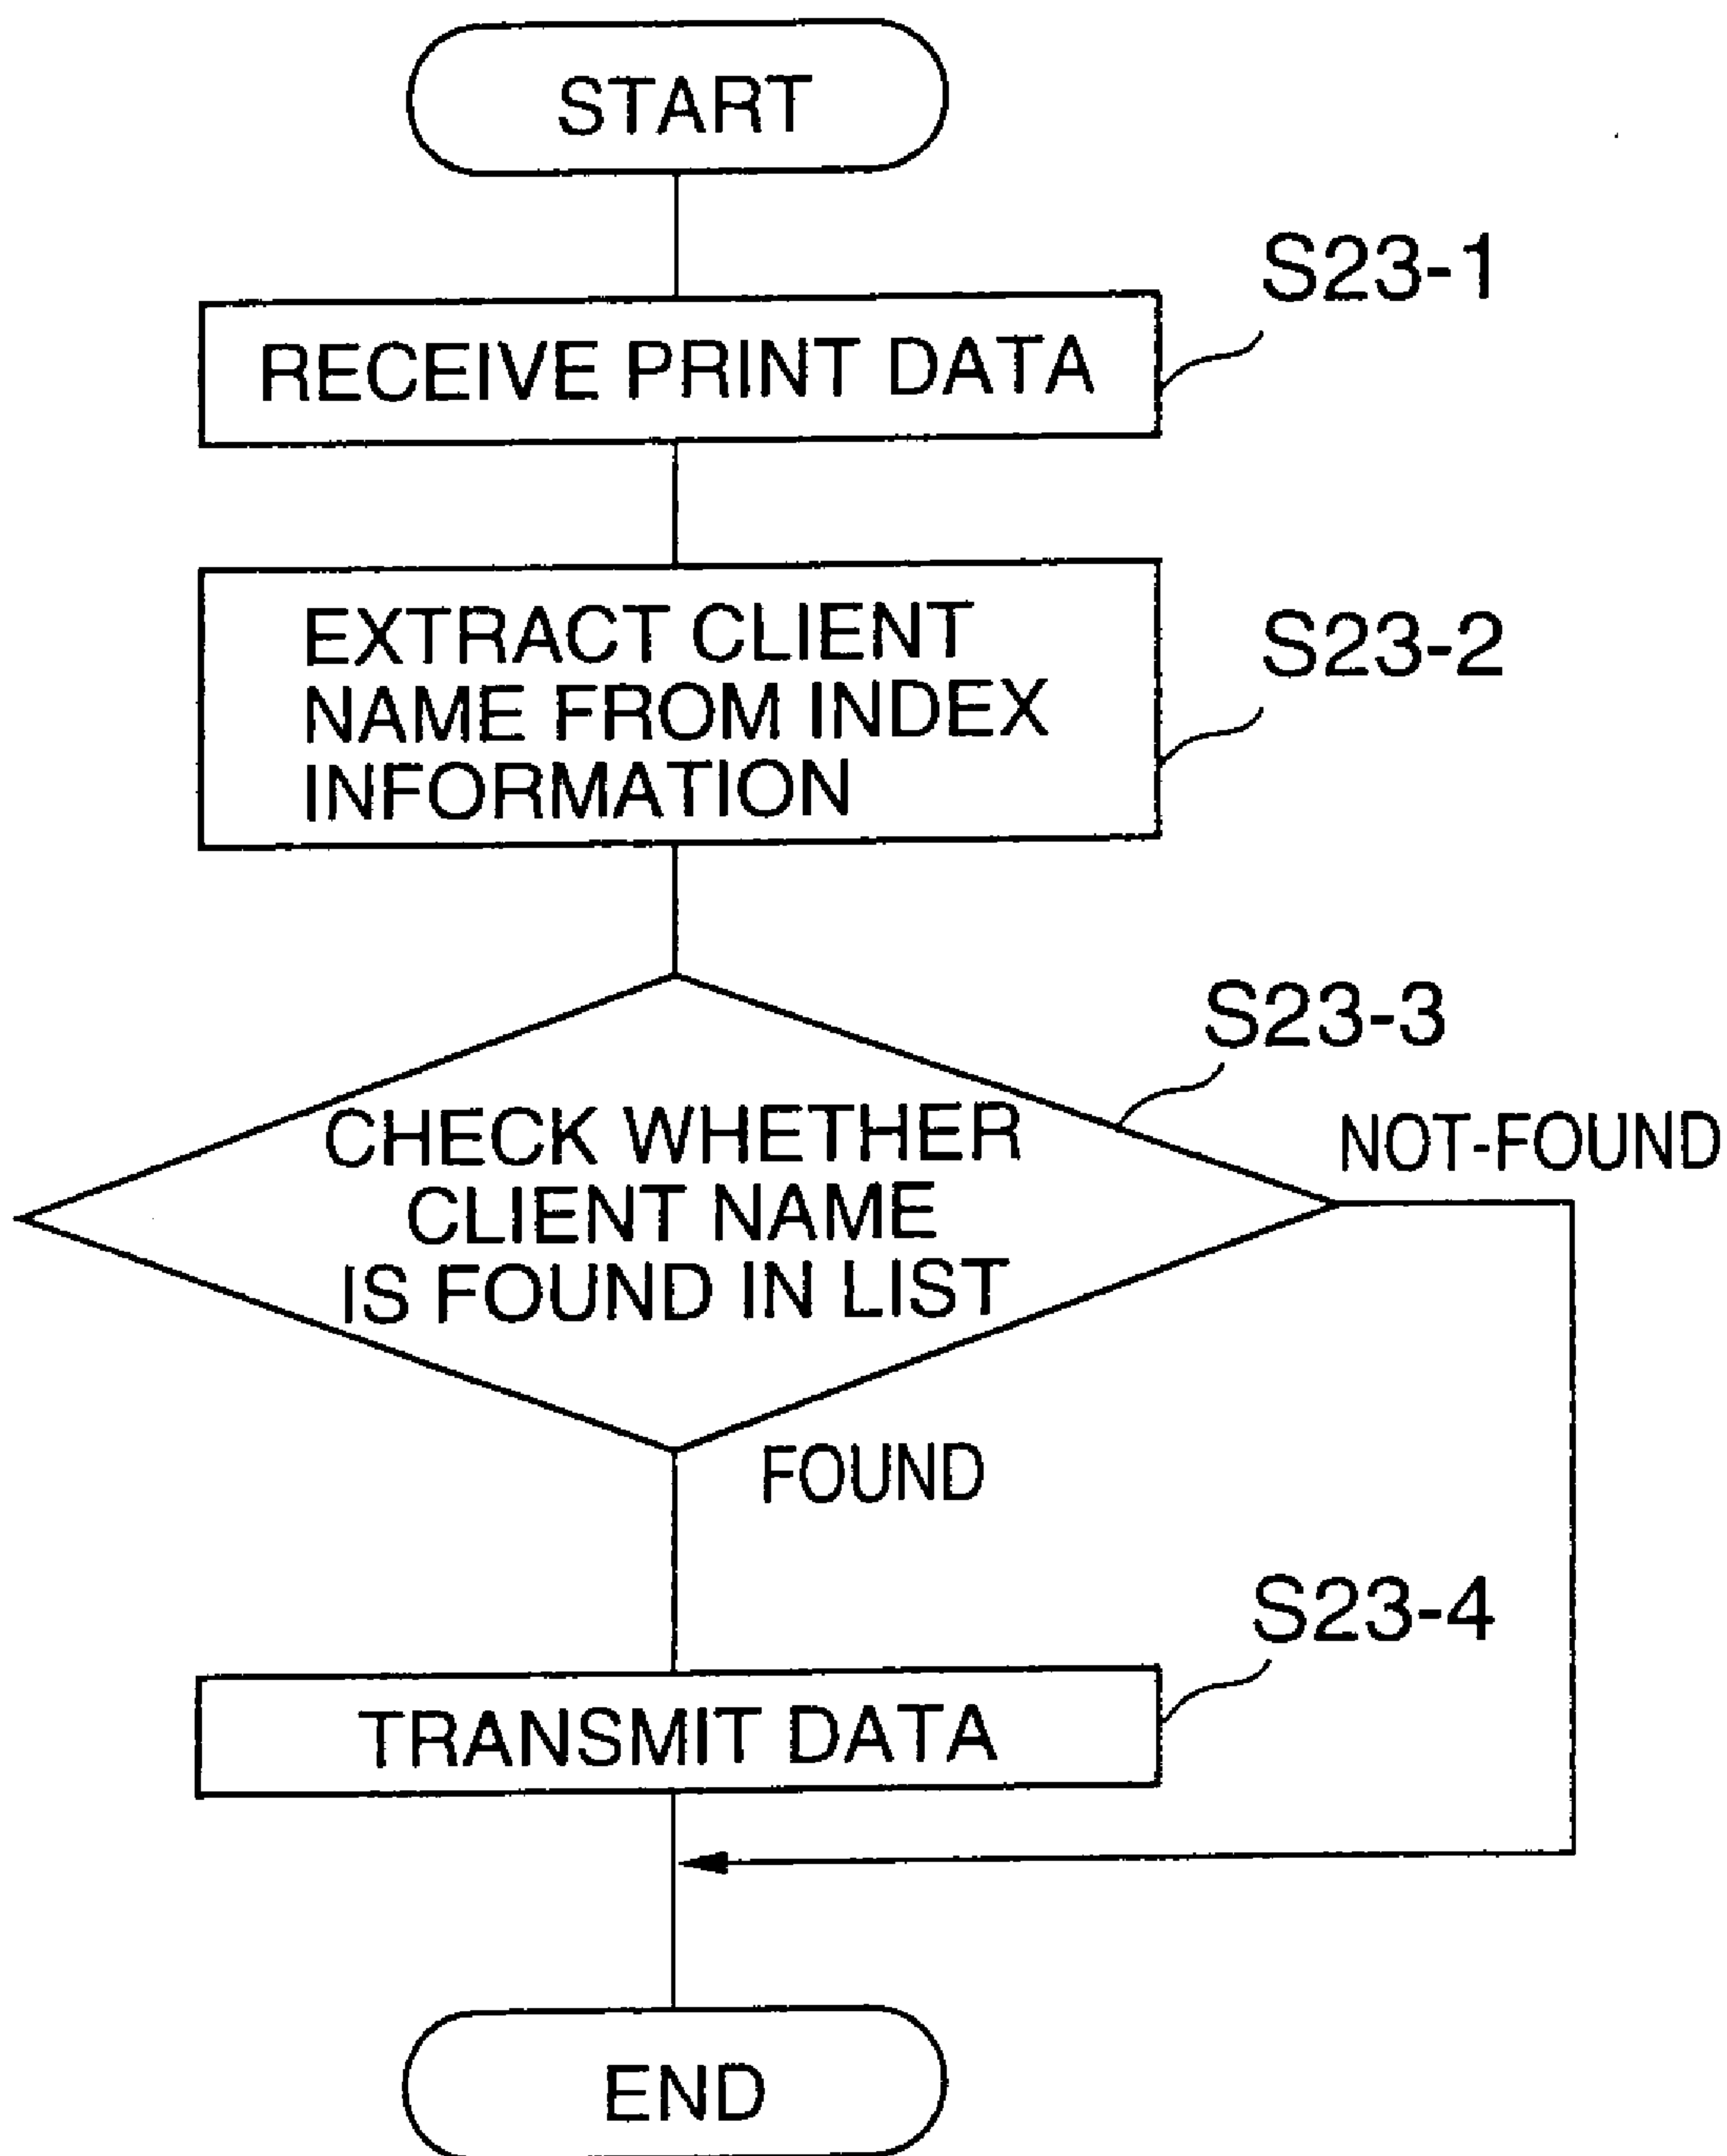 START
S23-1
RECEIVE PRINT DATA
S23-2
EXTRACT CLIENT
NAME FROM INDEX
INFORMATION
S23-3
CHECK WHETHER
CLIENT NAME
IS FOUND IN LIST
NOT-FOUND
FOUND
S23-4
TRANSMIT DATA
END